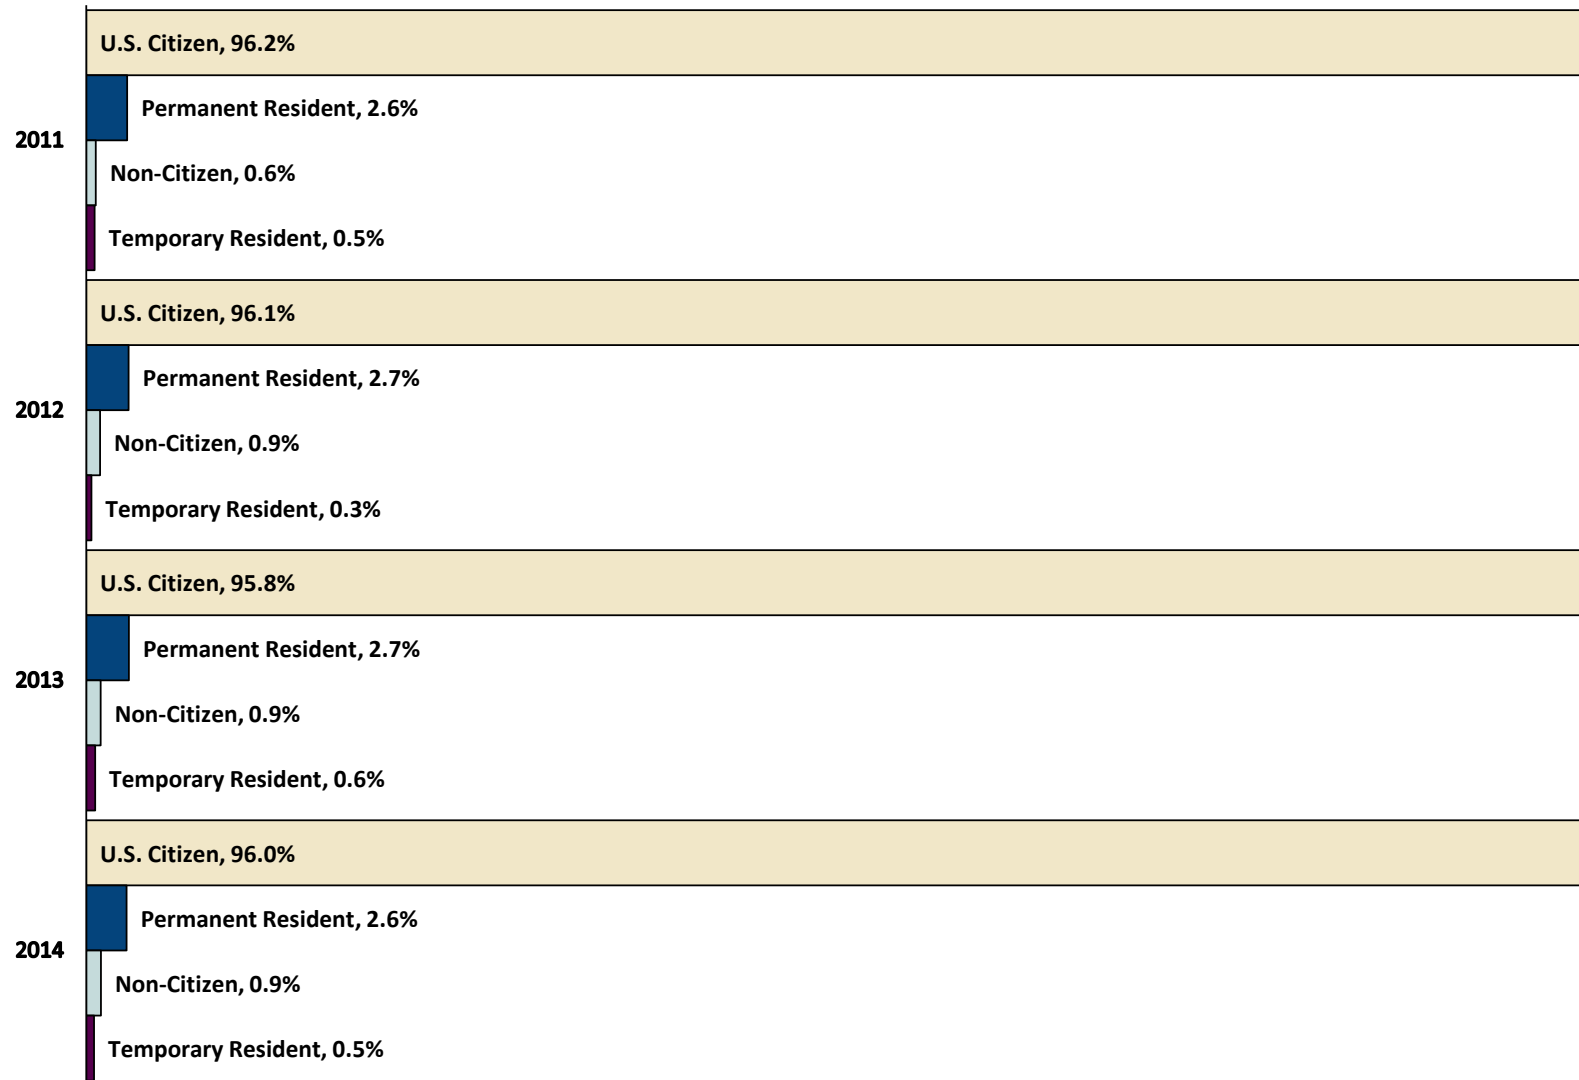 U.S. Citizen, 96.2%
Permanent Resident, 2.6%
2011
Non-Citizen, 0.6%
Temporary Resident, 0.5%
U.S. Citizen, 96.1%
Permanent Resident, 2.7%
2012
Non-Citizen, 0.9%
Temporary Resident, 0.3%
U.S. Citizen, 95.8%
Permanent Resident, 2.7%
2013
Non-Citizen, 0.9%
Temporary Resident, 0.6%
U.S. Citizen, 96.0%
Permanent Resident, 2.6%
2014
Non-Citizen, 0.9%
Temporary Resident, 0.5%